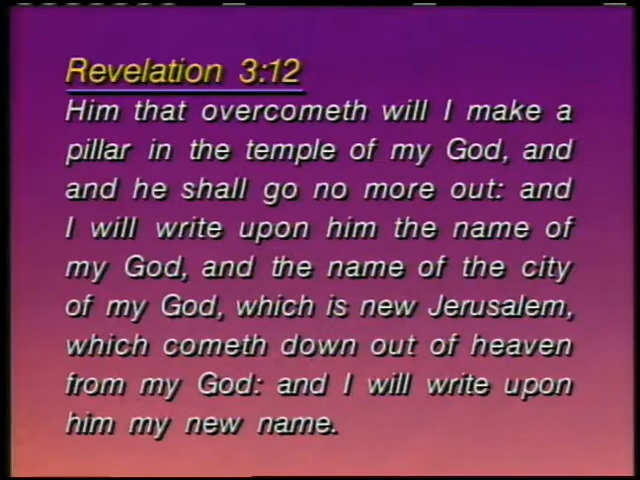 Revelation 3:12
Him that overcometh will I make a
pillar in the temple of my God, and
and he shall go no more out: and
I will write upon him the name of
my God, and the name of the city
of my God, which is new Jerusalem,
which cometh down out of heaven
from my God: and I will write upon
him my new name.